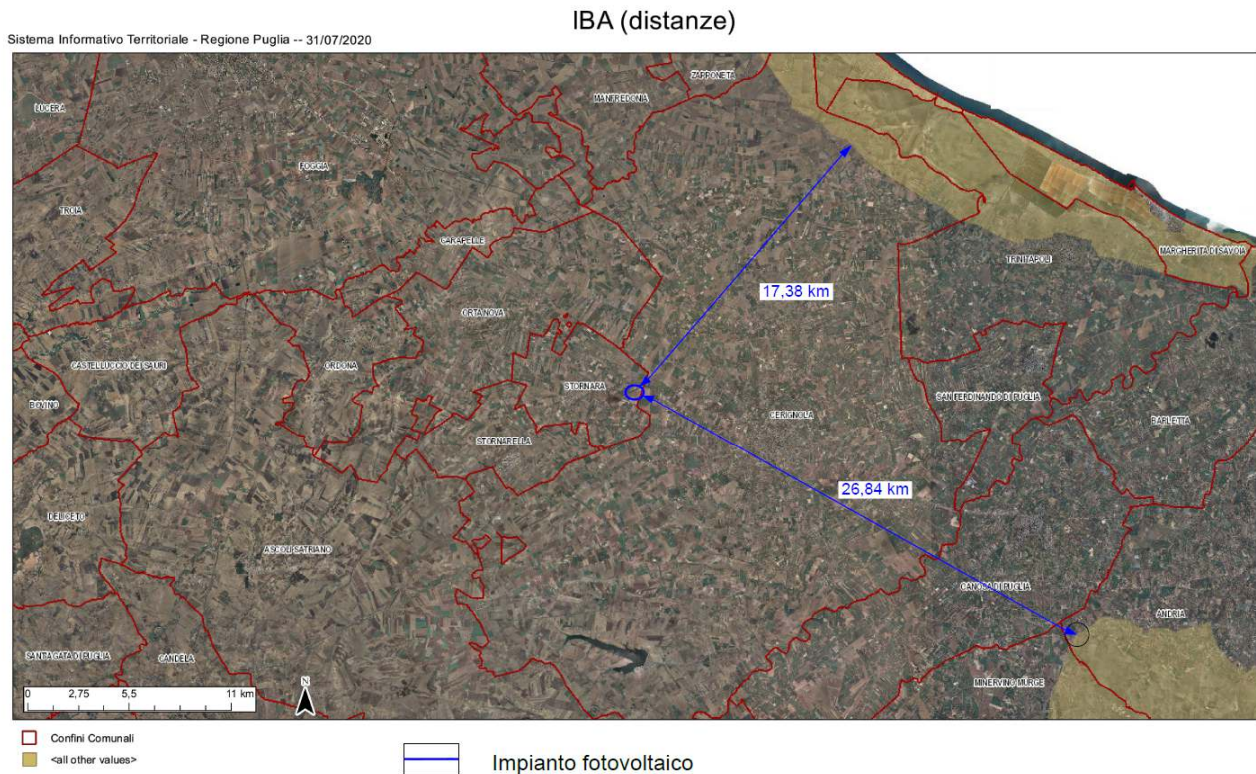 IBA (distanze)
Sistema Informativo Territoriale - Regione Puglia -- 31/07/2020
ZAPPONETA
MANFREDONIA
LUCERA
FOGGIA
TROIA
CARAPELLE
MARGHERITA DI SAVOIA
TRINITAPOLI
17,38 km
ORTA NOVA
CASTELLUCCIO DEI SAURI
ORDONA
STORNARA
SAN FERDINANDO DI PUGLIA
BOVINO
CERIGNOLA
BARLETTA
STORNARELLA
26,84 km
DELICETO
ASCOLI SATRIANO
CANOSA DI PUGLIA
ANDRIA
SANT'AGATA DI PUGLIA
CANDELA
MINERVINO MURGE
N
0 2,75 5,5 11 km
Confini Comunali
<all other values>
Impianto fotovoltaico